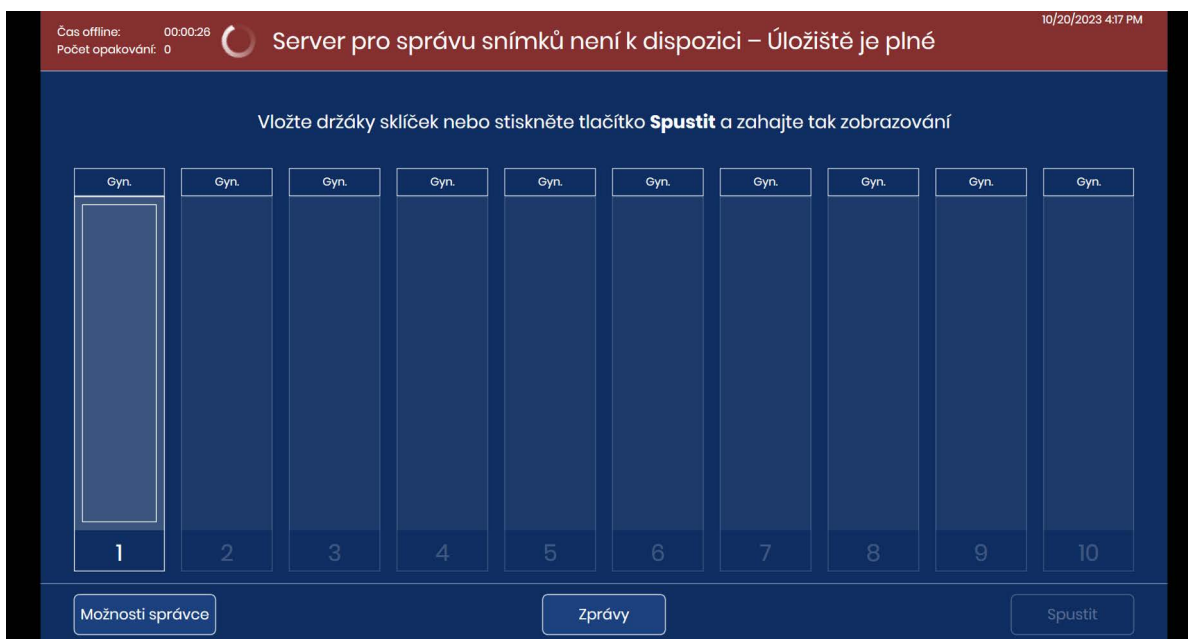 Čas offline: 00:00:26
Počet opakování: 0
Server pro správu snímků není k dispozici – Úložiště je plné
10/20/2023 4:17 PM
Vložte držáky sklíček nebo stiskněte tlačítko Spustit a zahajte tak zobrazování
Gyn. Gyn. Gyn. Gyn. Gyn. Gyn. Gyn. Gyn. Gyn. Gyn.
1 2 3 4 5 6 7 8 9 10
Možnosti správce Zprávy Spustit